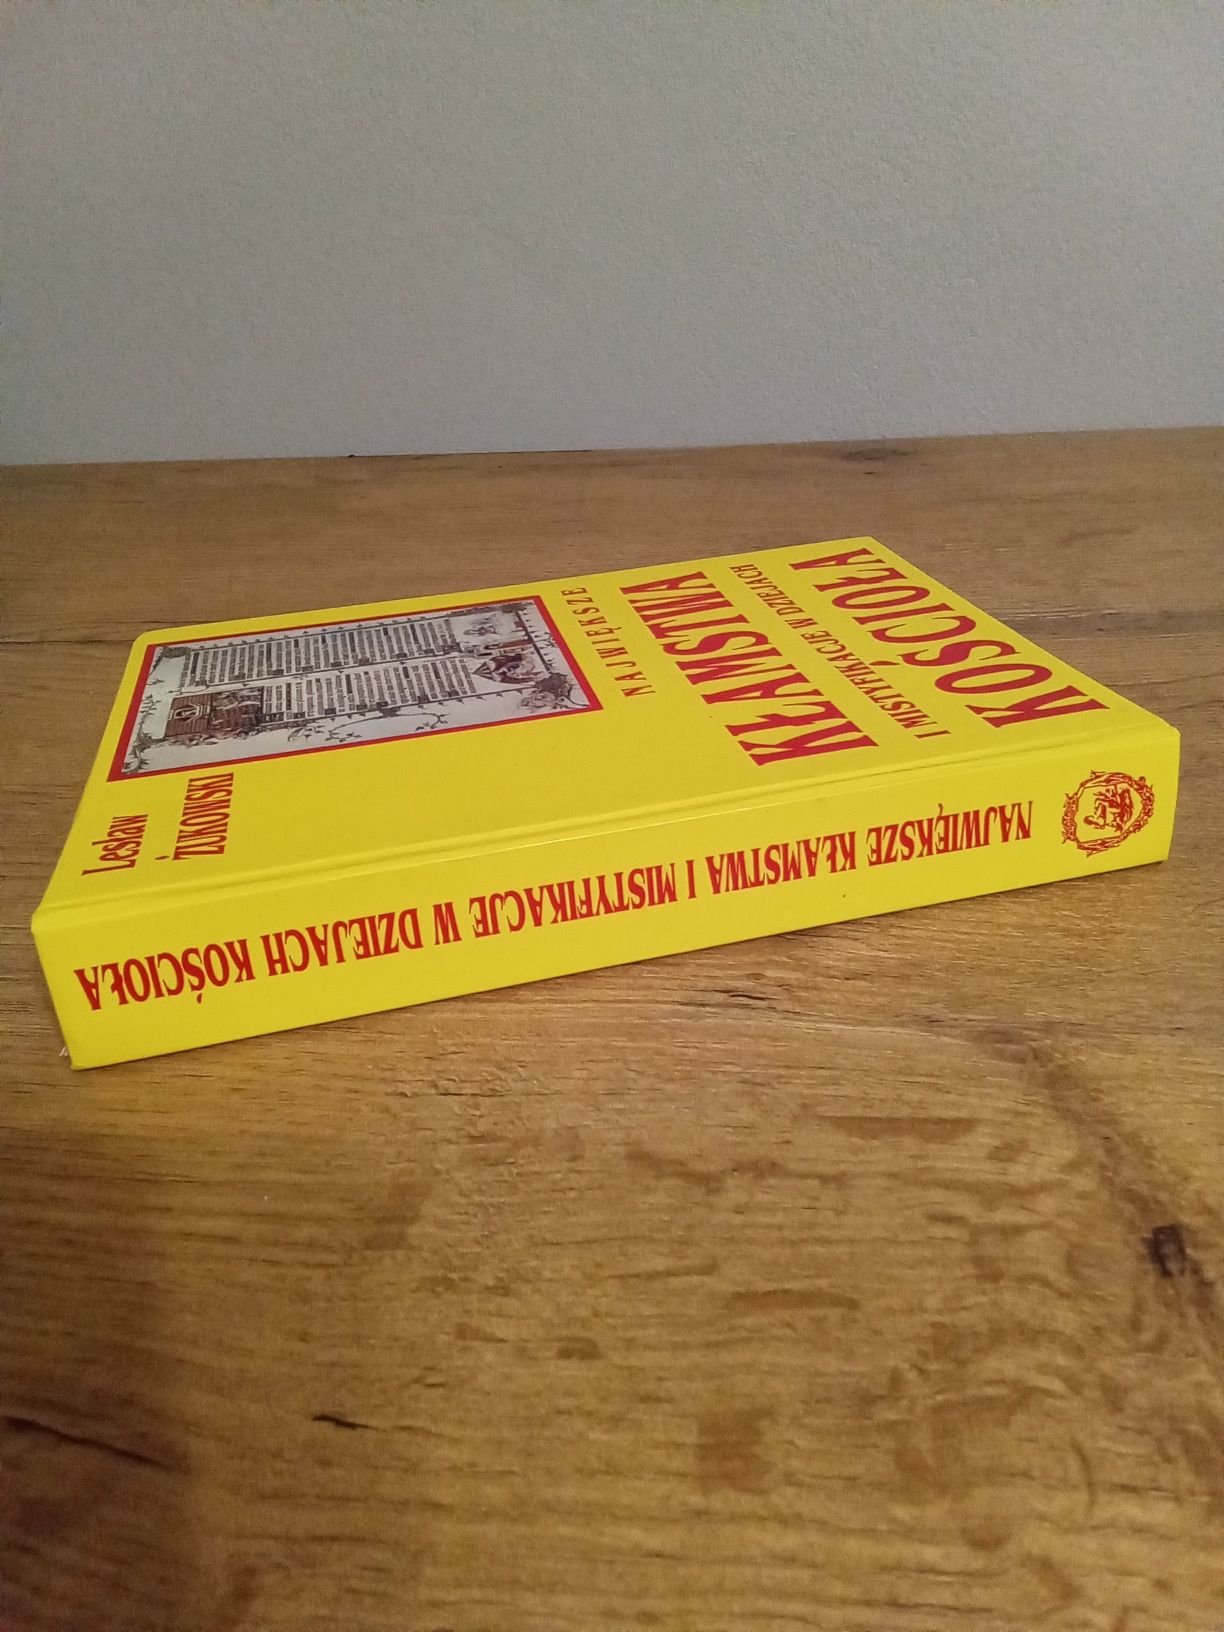 Lesław
ŻUKOWSKI
NAJWIĘKSZE
KŁAMSTWA
I MISTYFIKACJE W DZIEJACH
KOŚCIOŁA
NAJWIĘKSZE KŁAMSTWA I MISTYFIKACJE W DZIEJACH KOŚCIOŁA